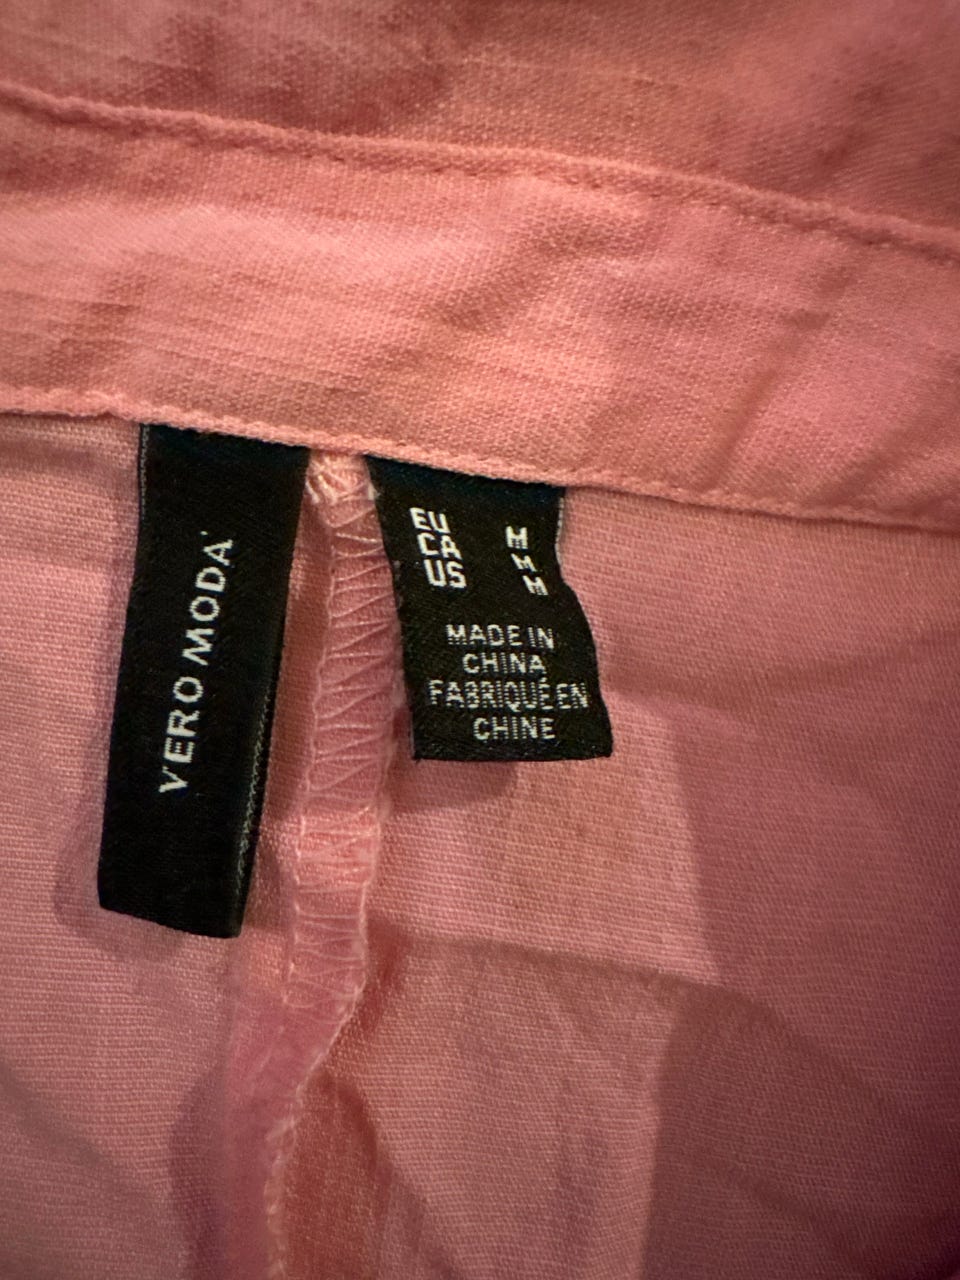 VERO MODA
EU M
CA M
US M
MADE IN
CHINA
FABRIQUÉ EN
CHINE